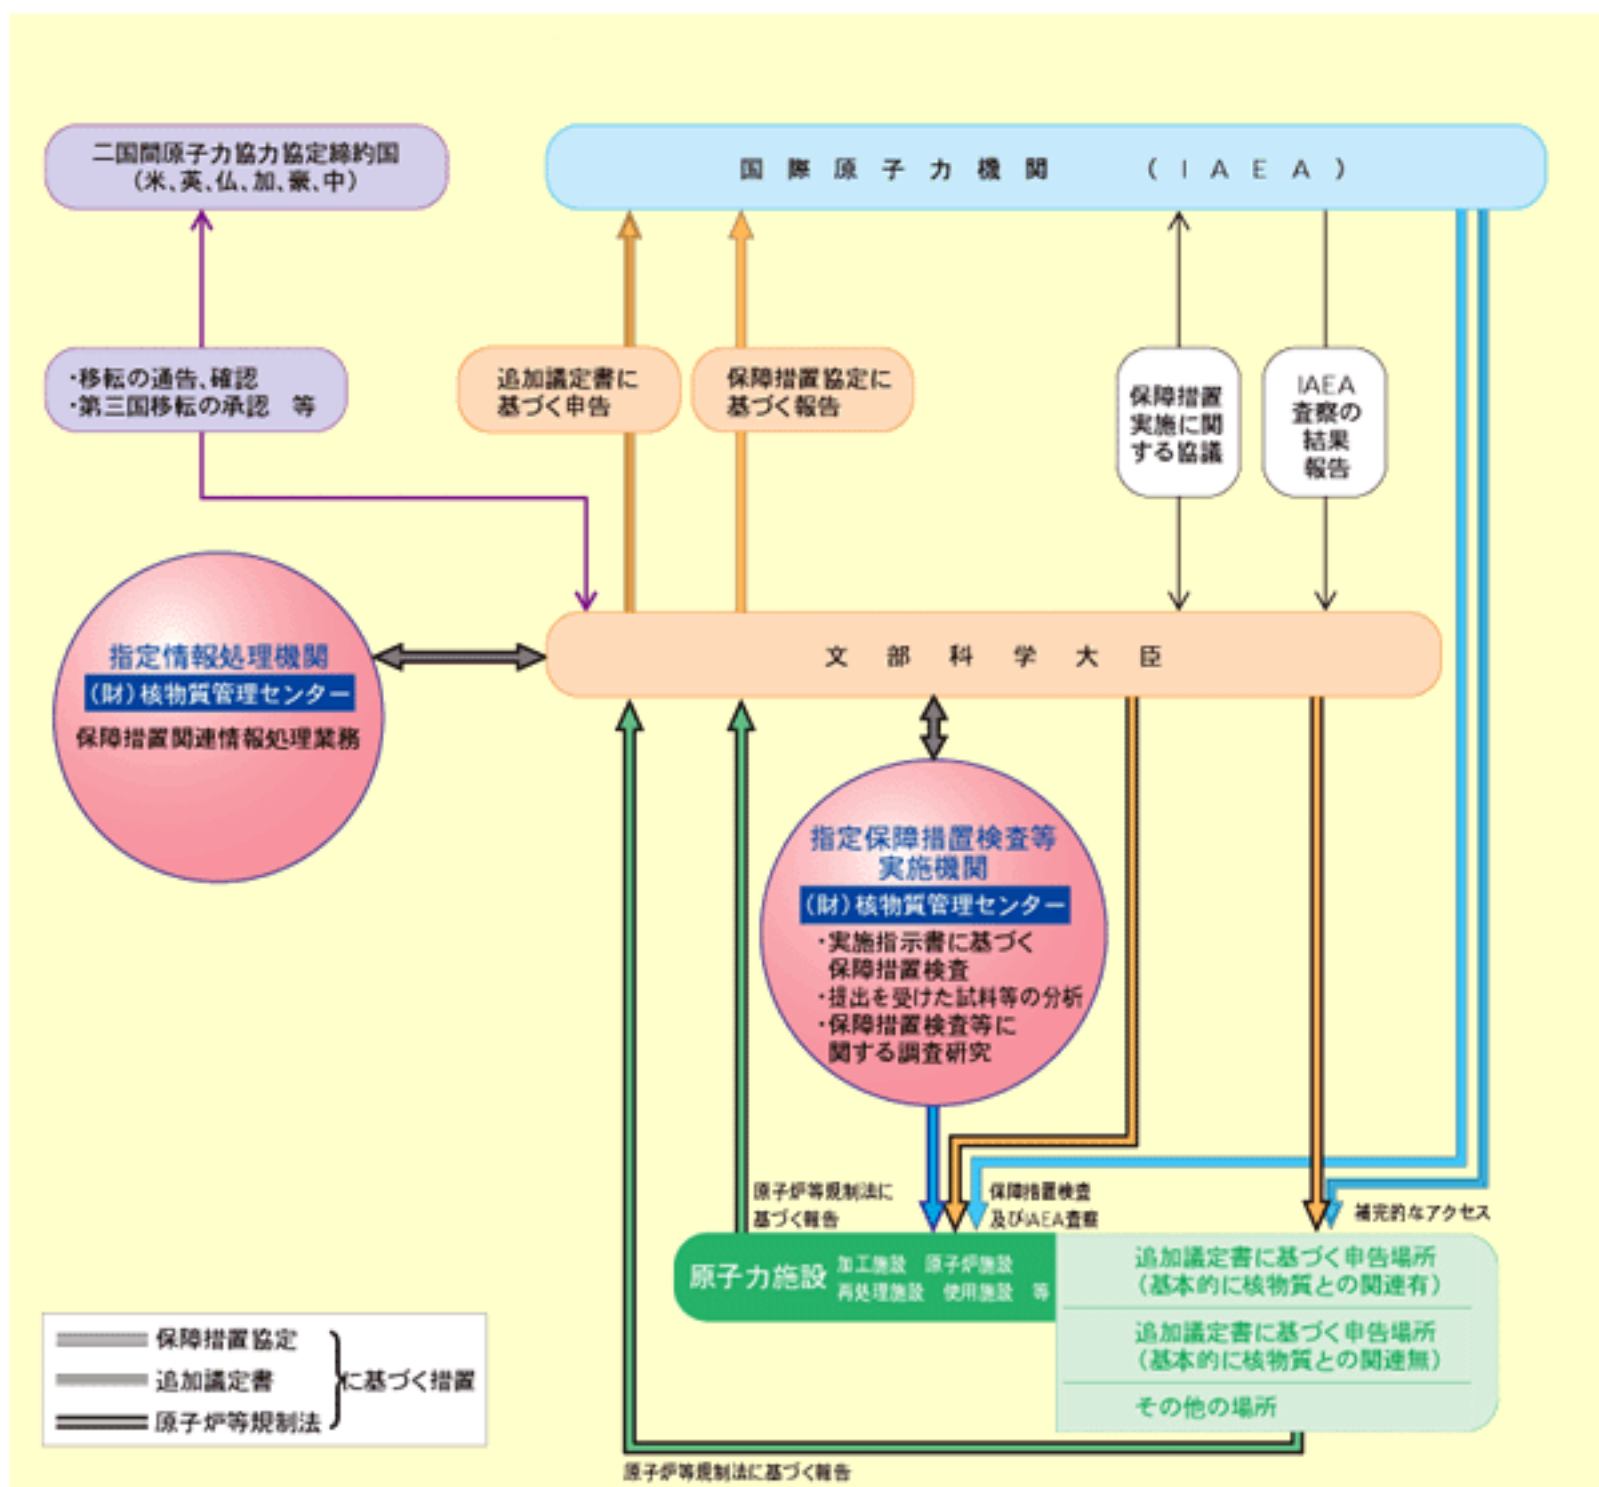 二国間原子力協力協定締約国
(米、英、仏、加、豪、中)
国際原子力機関 (IAEA)
・移転の通告、確認
・第三国移転の承認 等
追加議定書に
基づく申告
保障措置協定に
基づく報告
保障措置
実施に関
する協議
IAEA
査察の
結果
報告
指定情報処理機関
(財)核物質管理センター
保障措置関連情報処理業務
文部科学大臣
指定保障措置検査等
実施機関
(財)核物質管理センター
・実施指示書に基づく
保障措置検査
・提出を受けた試料等の分析
・保障措置検査等に
関する調査研究
原子炉等規制法に
基づく報告
保障措置検査
及びIAEA査察
補完的なアクセス
原子力施設
加工施設 原子炉施設
再処理施設 使用施設 等
追加議定書に基づく申告場所
(基本的に核物質との関連有)
追加議定書に基づく申告場所
(基本的に核物質との関連無)
その他の場所
保障措置協定
追加議定書
原子炉等規制法
に基づく措置
原子炉等規制法に基づく報告